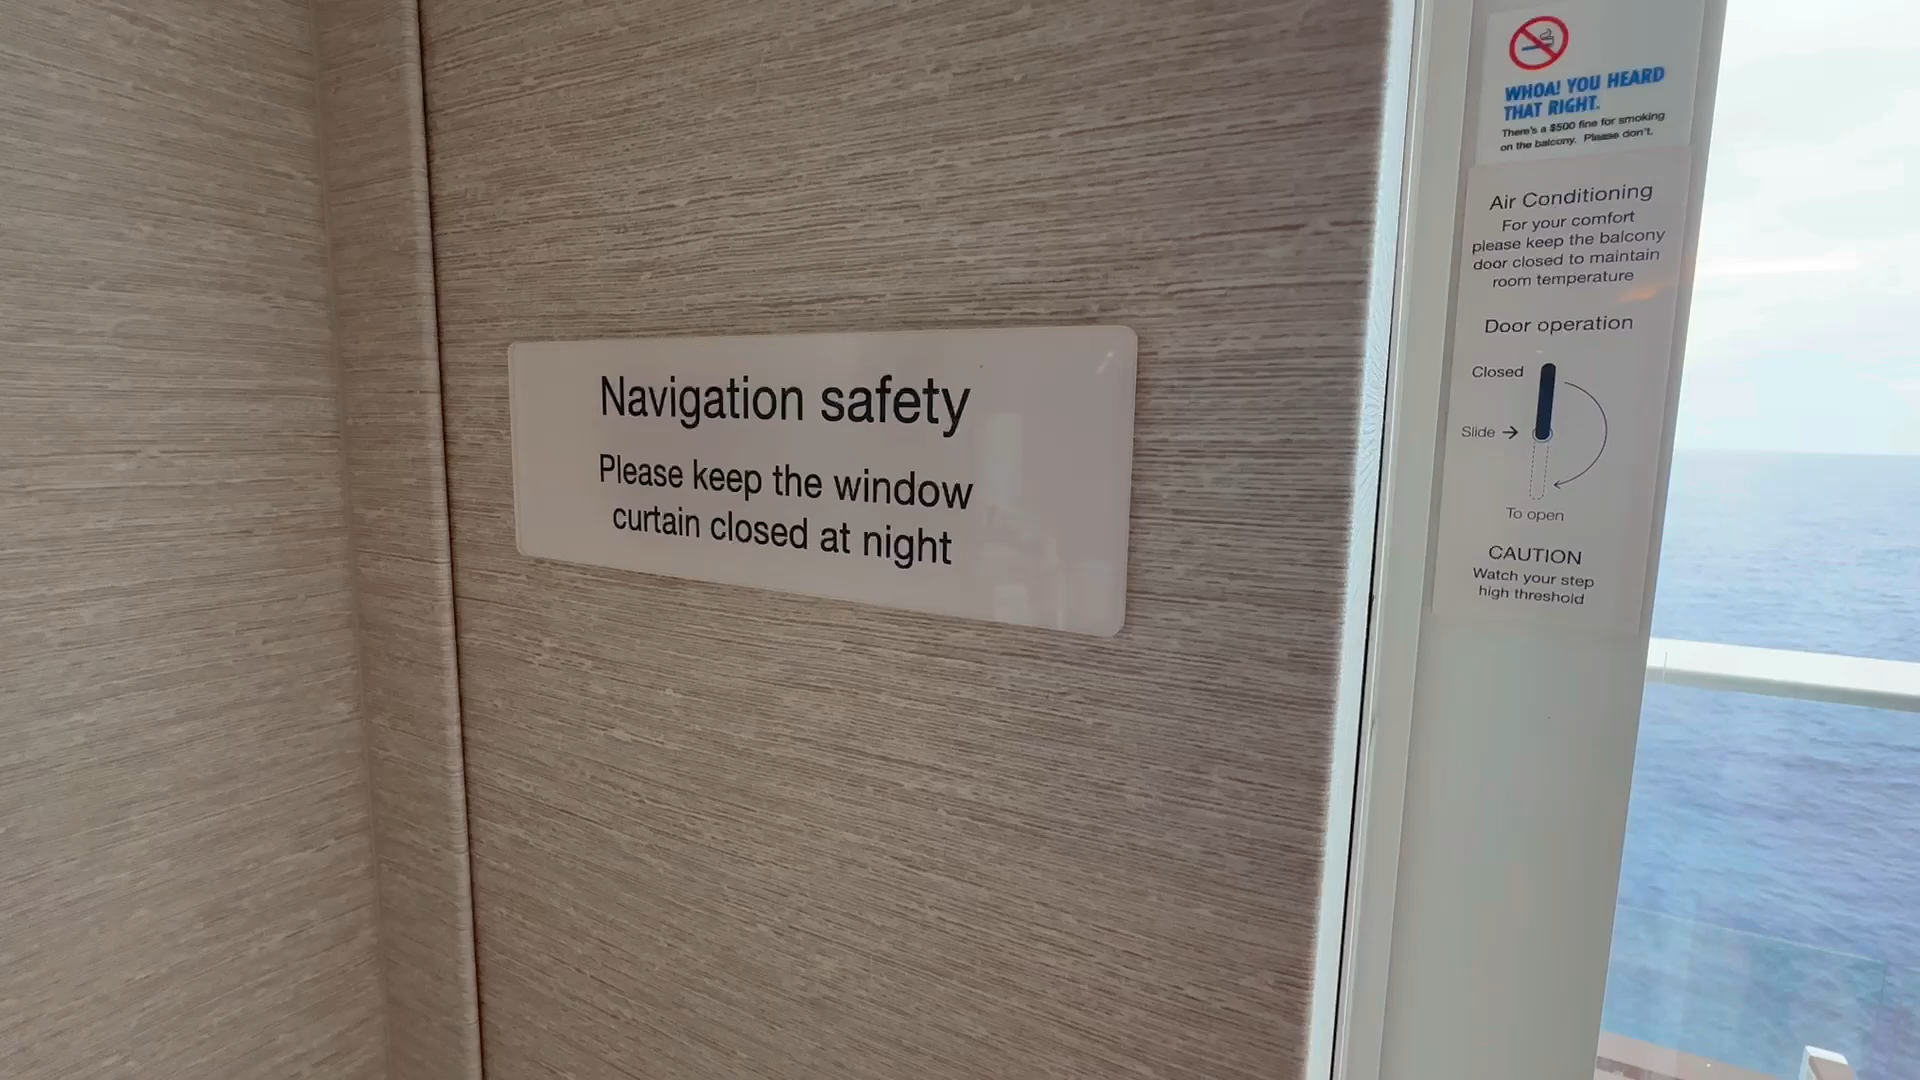 Navigation safety
Please keep the window
curtain closed at night
WHOA! YOU HEARD
THAT RIGHT.
There's a $500 fine for smoking
on the balcony. Please don't.
Air Conditioning
For your comfort
please keep the balcony
door closed to maintain
room temperature
Door operation
Closed
Slide →
To open
CAUTION
Watch your step
high threshold